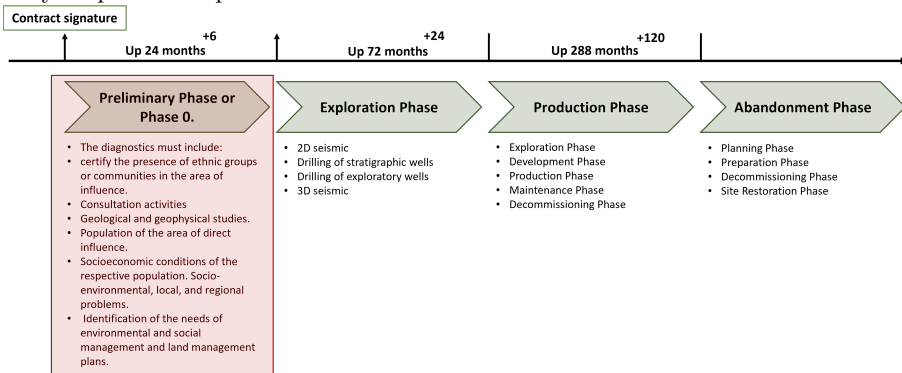 Contract signature
+6
Up 24 months
+24
Up 72 months
+120
Up 288 months
Preliminary Phase or
Phase 0.
Exploration Phase
Production Phase
Abandonment Phase
• The diagnostics must include:
• certify the presence of ethnic groups
or communities in the area of
influence.
• Consultation activities
• Geological and geophysical studies.
• Population of the area of direct
influence.
• Socioeconomic conditions of the
respective population. Socio-
environmental, local, and regional
problems.
• Identification of the needs of
environmental and social
management and land management
plans.
• 2D seismic
• Drilling of stratigraphic wells
• Drilling of exploratory wells
• 3D seismic
• Exploration Phase
• Development Phase
• Production Phase
• Maintenance Phase
• Decommissioning Phase
• Planning Phase
• Preparation Phase
• Decommissioning Phase
• Site Restoration Phase